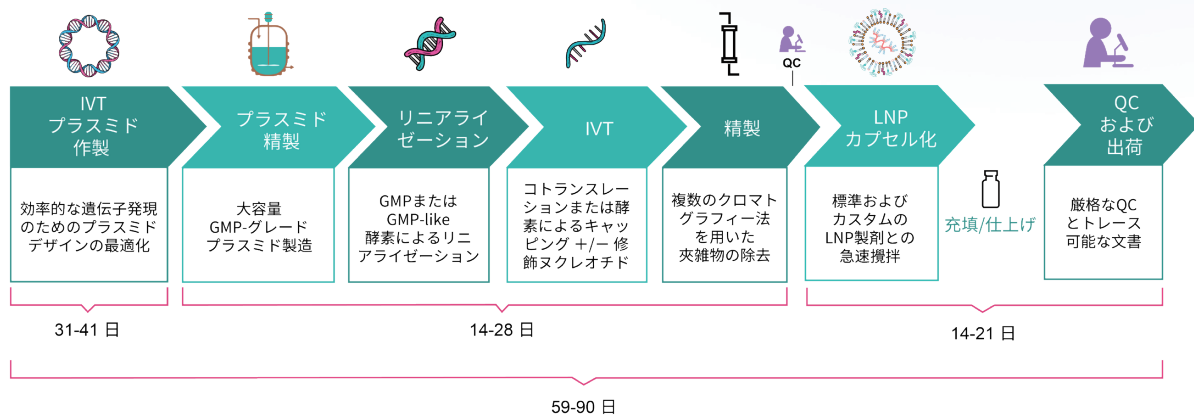 QC
IVT
プラスミド
作製
プラスミド
精製
リニアライ
ゼーション
IVT
精製
LNP
カプセル化
QC
および
出荷
効率的な遺伝子発現
のためのプラスミド
デザインの最適化
大容量
GMP-グレード
プラスミド製造
GMPまたは
GMP-like
酵素によるリニ
アライゼーション
コトランスレー
ションまたは酵
素によるキャッ
ピング +/− 修
飾ヌクレオチド
複数のクロマト
グラフィー法
を用いた
夾雑物の除去
標準および
カスタムの
LNP製剤との
急速攪拌
充填/仕上げ
厳格なQC
とトレース
可能な文書
31-41 日
14-28 日
14-21 日
59-90 日